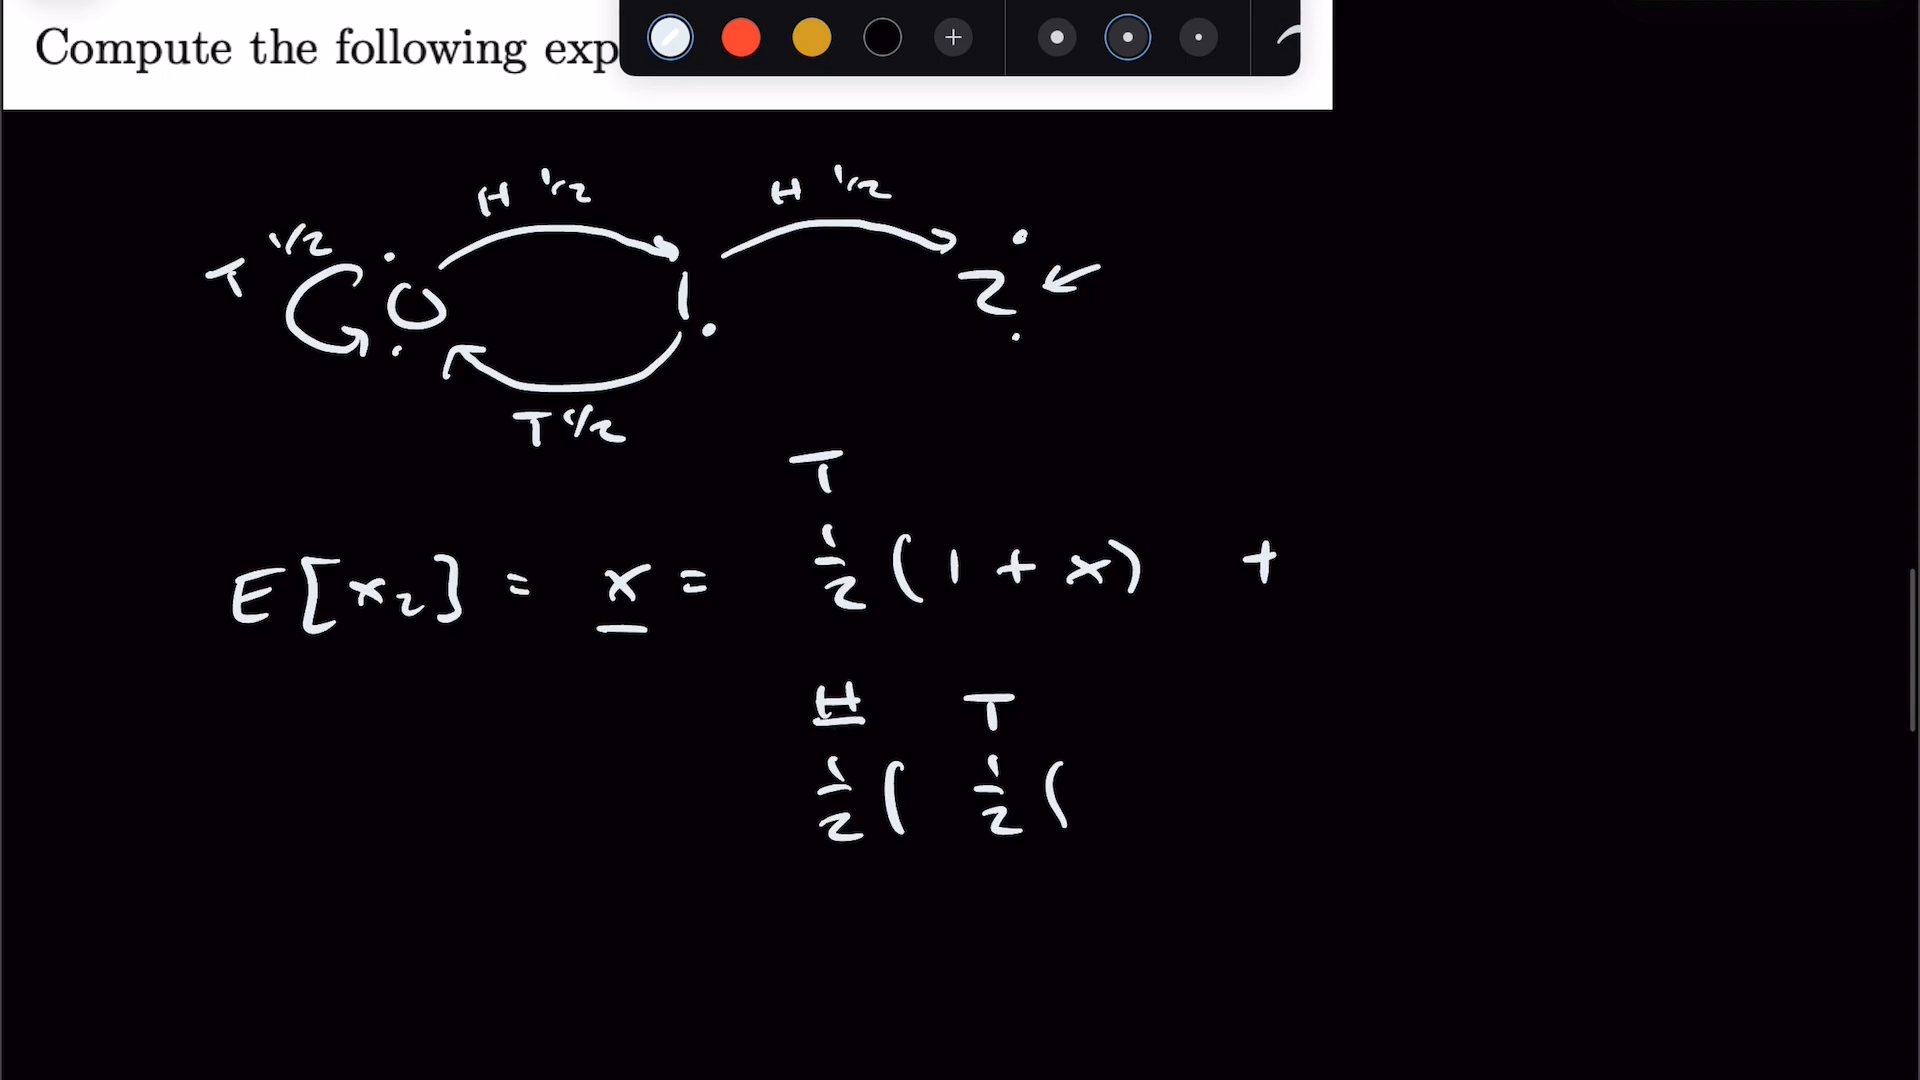 Compute the following exp
H 1/2 H 1/2
T 1/2 0 1 2
T 1/2
T
E[x₂] = x = 1/2 (1 + x) +
H T
1/2 ( 1/2 (